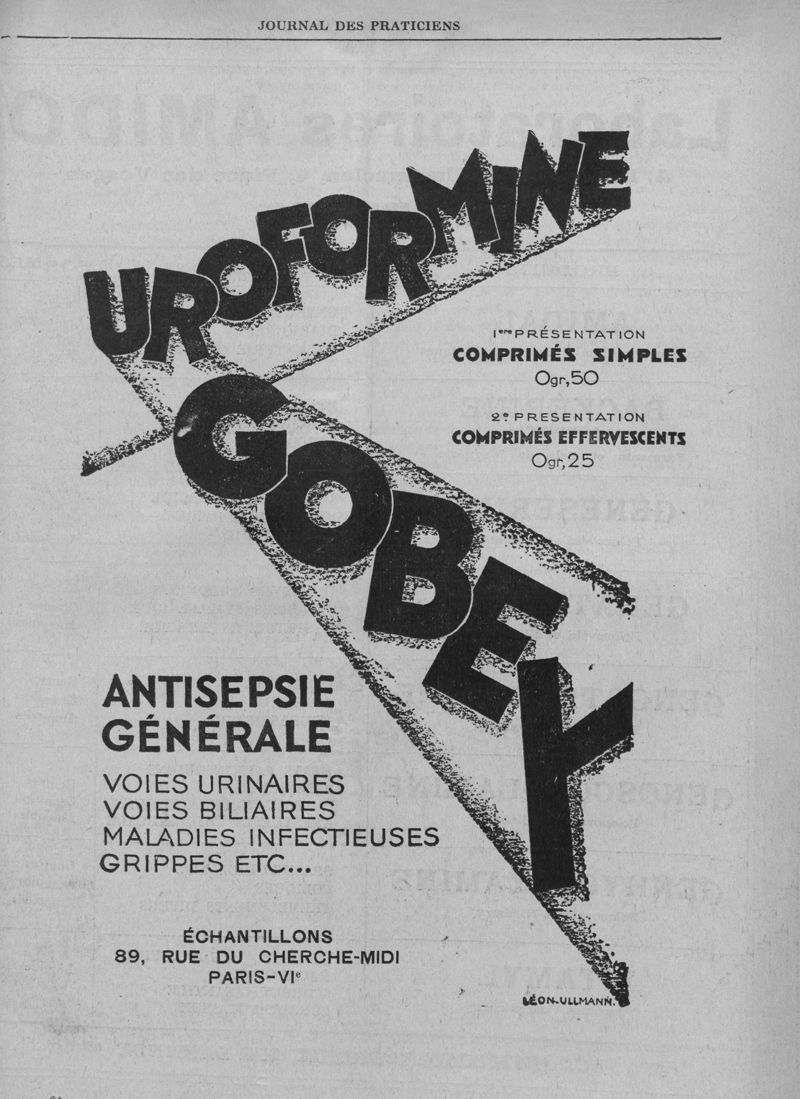 JOURNAL DES PRATICIENS
UROFORMINE
GOBEY
1ère PRÉSENTATION
COMPRIMÉS SIMPLES
0gr,50
2e PRESENTATION
COMPRIMÉS EFFERVESCENTS
0gr,25
ANTISEPSIE
GÉNÉRALE
VOIES URINAIRES
VOIES BILIAIRES
MALADIES INFECTIEUSES
GRIPPES ETC...
ÉCHANTILLONS
89, RUE DU CHERCHE-MIDI
PARIS-VIe
LÉON-ULLMANN.